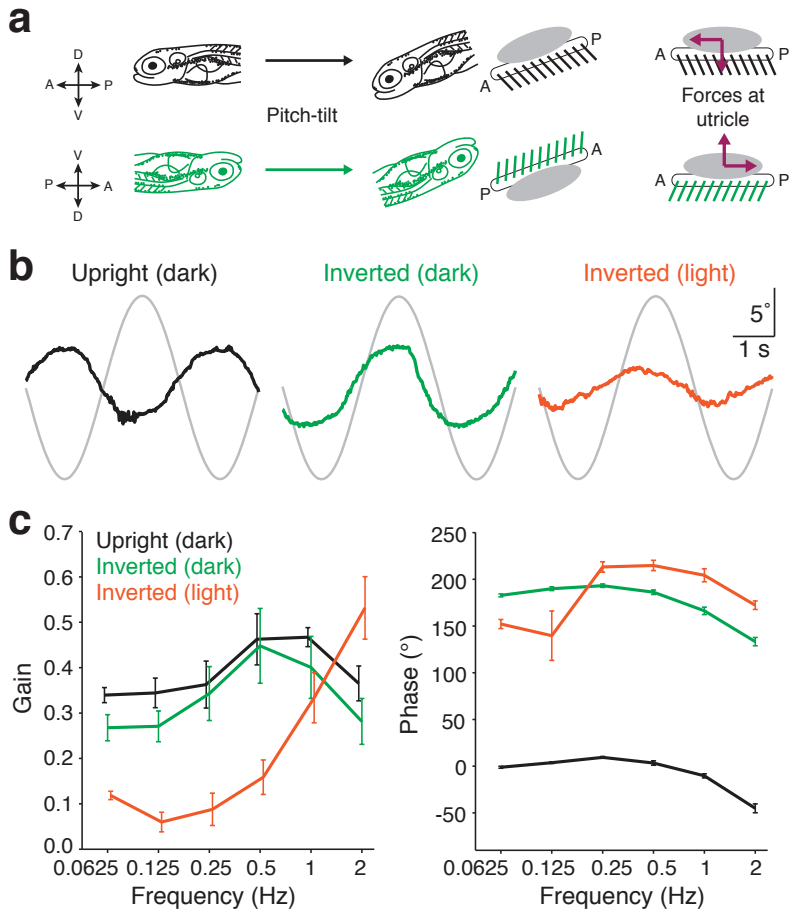 a
D
A P
V
Pitch-tilt
A P
A P
Forces at
utricle
V
P A
D
P A
A P
b
Upright (dark) Inverted (dark) Inverted (light)
5°
1 s
c
0.7
0.6
0.5
0.4
0.3
0.2
0.1
0.0
Gain
Upright (dark)
Inverted (dark)
Inverted (light)
0.0625 0.125 0.25 0.5 1 2
Frequency (Hz)
250
200
150
100
50
0
-50
Phase (°)
0.0625 0.125 0.25 0.5 1 2
Frequency (Hz)